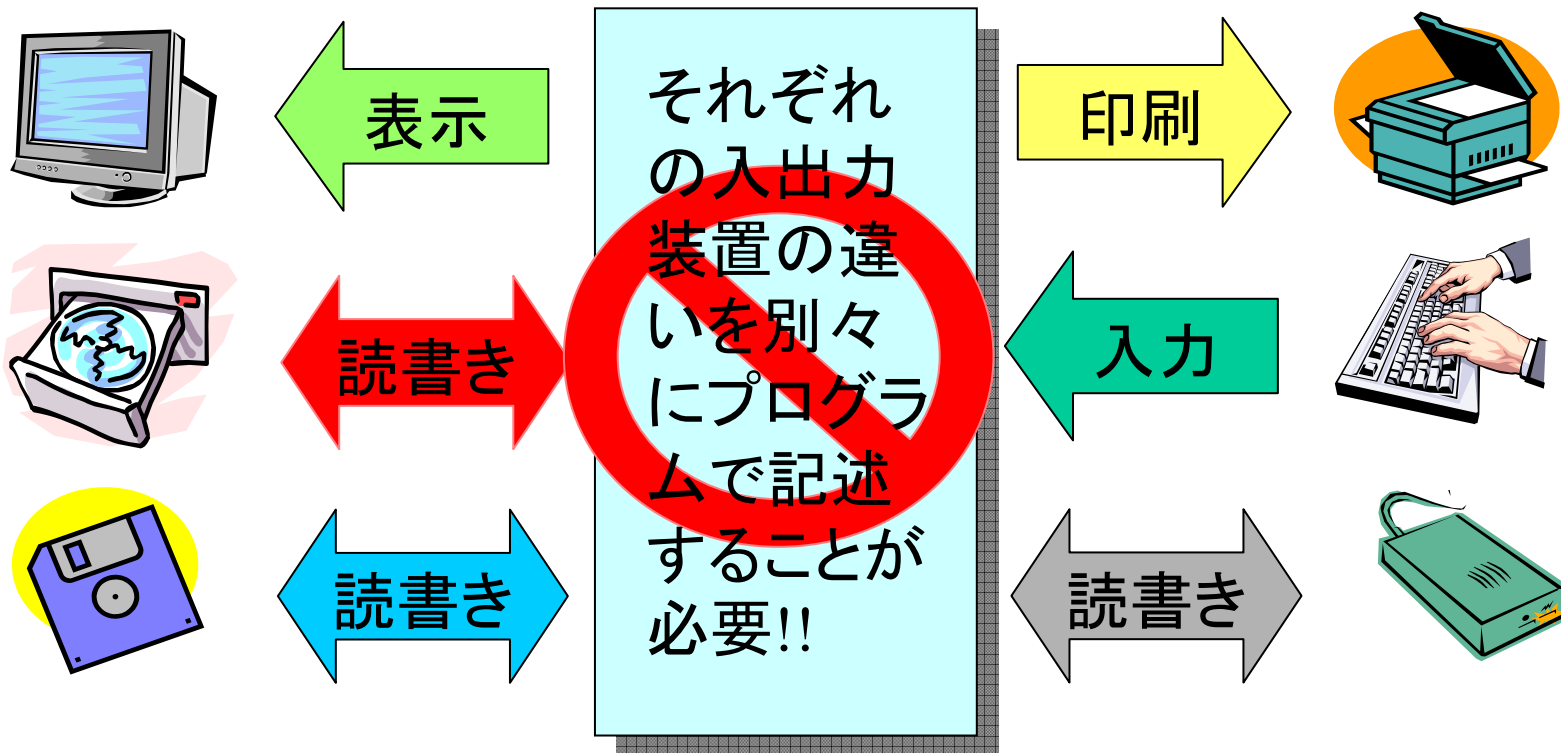 表示
読書き
読書き
それぞれ
の入出力
装置の違
いを別々
にプログラ
ムで記述
することが
必要!!
印刷
入力
読書き